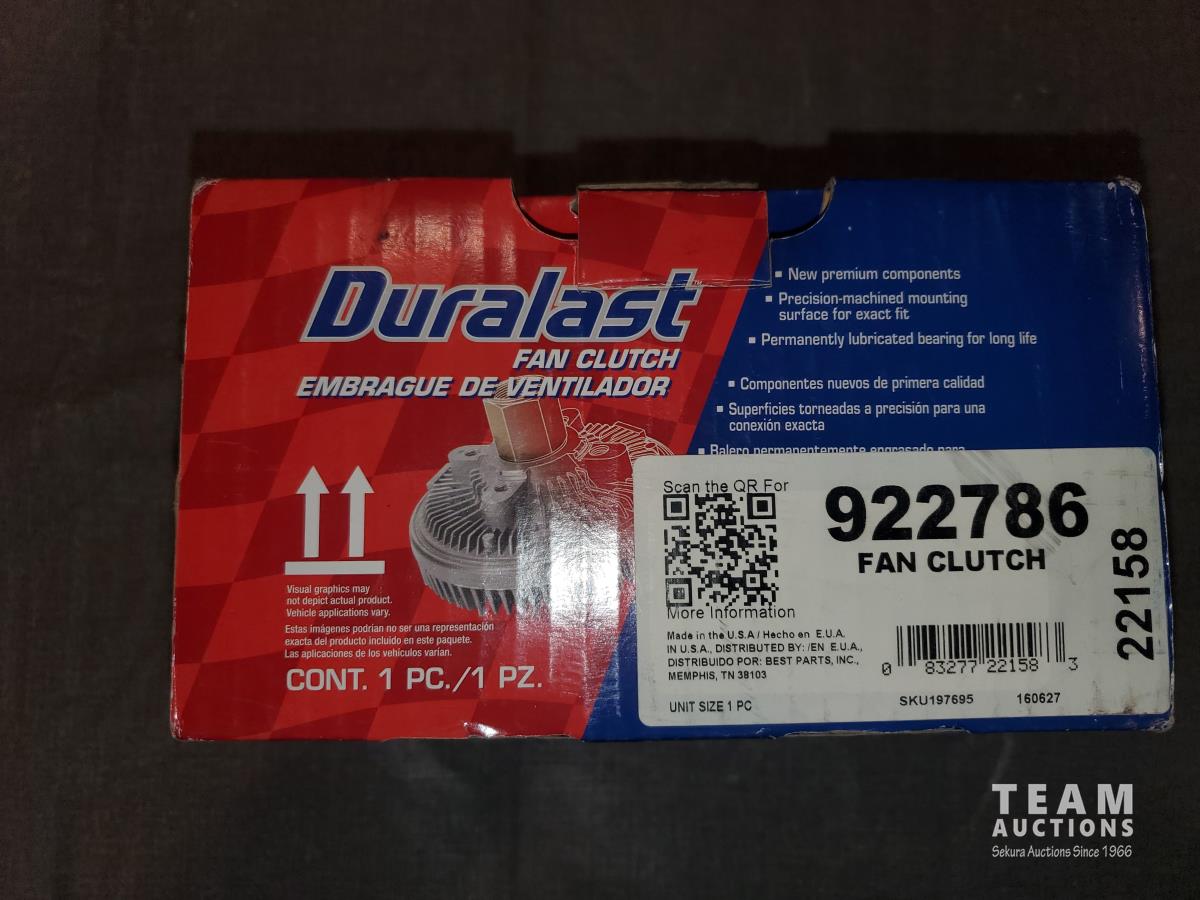 Duralast™
FAN CLUTCH
EMBRAGUE DE VENTILADOR
▪ New premium components
▪ Precision-machined mounting
surface for exact fit
▪ Permanently lubricated bearing for long life
▪ Componentes nuevos de primera calidad
▪ Superficies torneadas a precisión para una
conexión exacta
▪ Balero permanentemente engrasado para
Visual graphics may
not depict actual product.
Vehicle applications vary.
Estas imágenes podrían no ser una representación
exacta del producto incluido en este paquete.
Las aplicaciones de los vehículos varían.
CONT. 1 PC./1 PZ.
Scan the QR For
More Information
922786
FAN CLUTCH
22158
Made in the U.S.A / Hecho en E.U.A.
IN U.S.A., DISTRIBUTED BY: /EN E.U.A.,
DISTRIBUIDO POR: BEST PARTS, INC.,
MEMPHIS, TN 38103
UNIT SIZE 1 PC
0 83277 22158 3
SKU197695 160627
TEAM
AUCTIONS
Sekura Auctions Since 1966